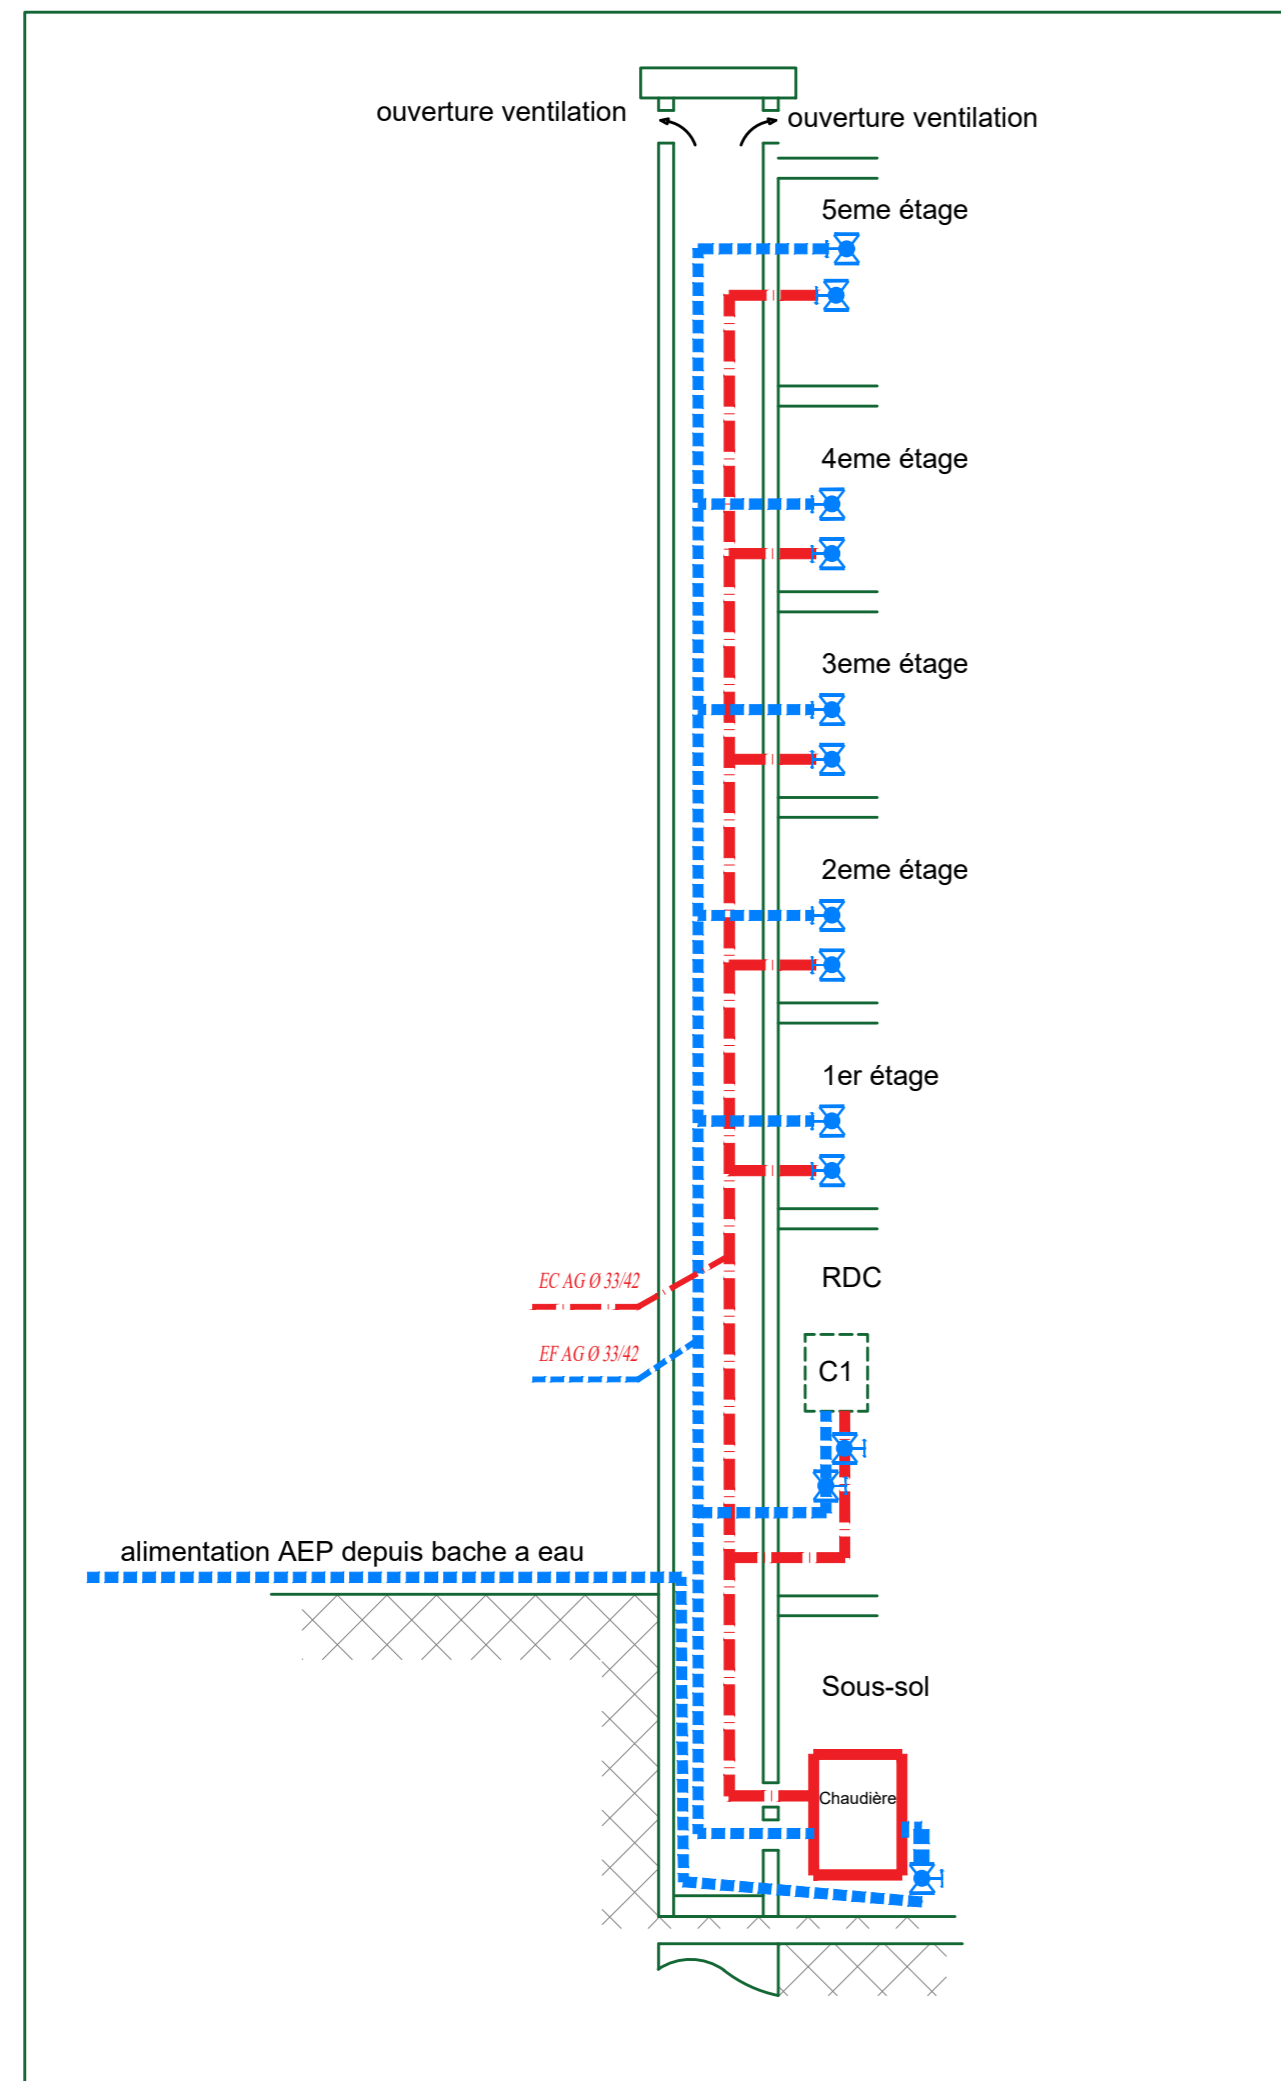 ouverture ventilation
ouverture ventilation
5eme étage
4eme étage
3eme étage
2eme étage
1er étage
EC AG Ø 33/42
RDC
EF AG Ø 33/42
C1
alimentation AEP depuis bache a eau
Sous-sol
Chaudière